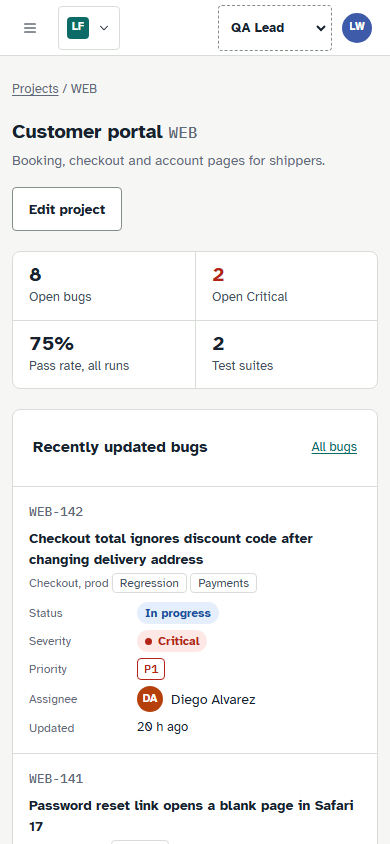 LF
QA Lead
LW
Projects / WEB
Customer portal WEB
Booking, checkout and account pages for shippers.
Edit project
8
Open bugs
2
Open Critical
75%
Pass rate, all runs
2
Test suites
Recently updated bugs
All bugs
WEB-142
Checkout total ignores discount code after
changing delivery address
Checkout, prod Regression Payments
Status In progress
Severity Critical
Priority P1
Assignee DA Diego Alvarez
Updated 20 h ago
WEB-141
Password reset link opens a blank page in Safari
17